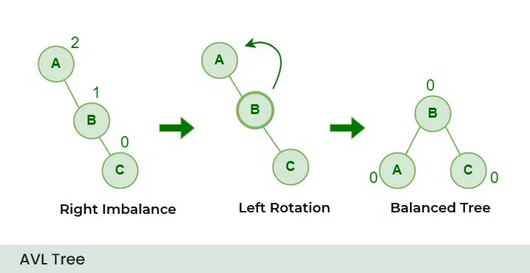 2
A
1
B
0
C
Right Imbalance
A
B
C
Left Rotation
0
B
0 A
C 0
Balanced Tree
AVL Tree